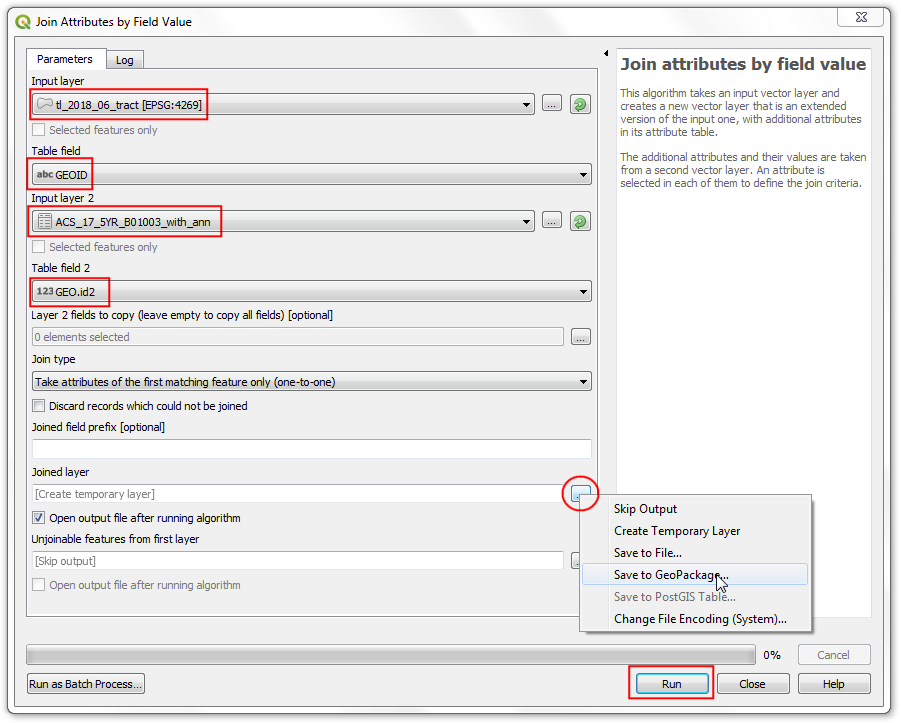 Join Attributes by Field Value
Parameters
Log
Input layer
tl_2018_06_tract [EPSG:4269]
...
Selected features only
Table field
abc GEOID
Input layer 2
ACS_17_5YR_B01003_with_ann
...
Selected features only
Table field 2
123 GEO.id2
Layer 2 fields to copy (leave empty to copy all fields) [optional]
0 elements selected
...
Join type
Take attributes of the first matching feature only (one-to-one)
Discard records which could not be joined
Joined field prefix [optional]
Joined layer
[Create temporary layer]
Open output file after running algorithm
Unjoinable features from first layer
[Skip output]
Open output file after running algorithm
Join attributes by field value
This algorithm takes an input vector layer and
creates a new vector layer that is an extended
version of the input one, with additional attributes
in its attribute table.
The additional attributes and their values are taken
from a second vector layer. An attribute is
selected in each of them to define the join criteria.
Skip Output
Create Temporary Layer
Save to File...
Save to GeoPackage...
Save to PostGIS Table...
Change File Encoding (System)...
0%
Cancel
Run as Batch Process...
Run
Close
Help